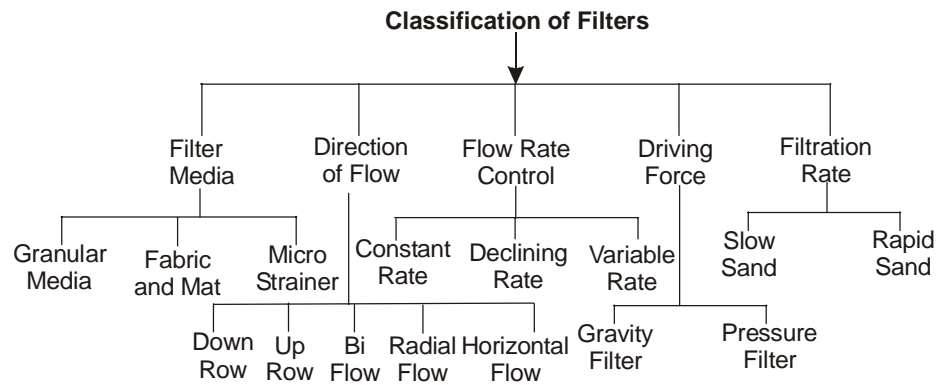 Classification of Filters
Filter
Media
Direction
of Flow
Flow Rate
Control
Driving
Force
Filtration
Rate
Granular
Media
Fabric
and Mat
Micro
Strainer
Constant
Rate
Declining
Rate
Variable
Rate
Slow
Sand
Rapid
Sand
Down
Row
Up
Row
Bi
Flow
Radial
Flow
Horizontal
Flow
Gravity
Filter
Pressure
Filter